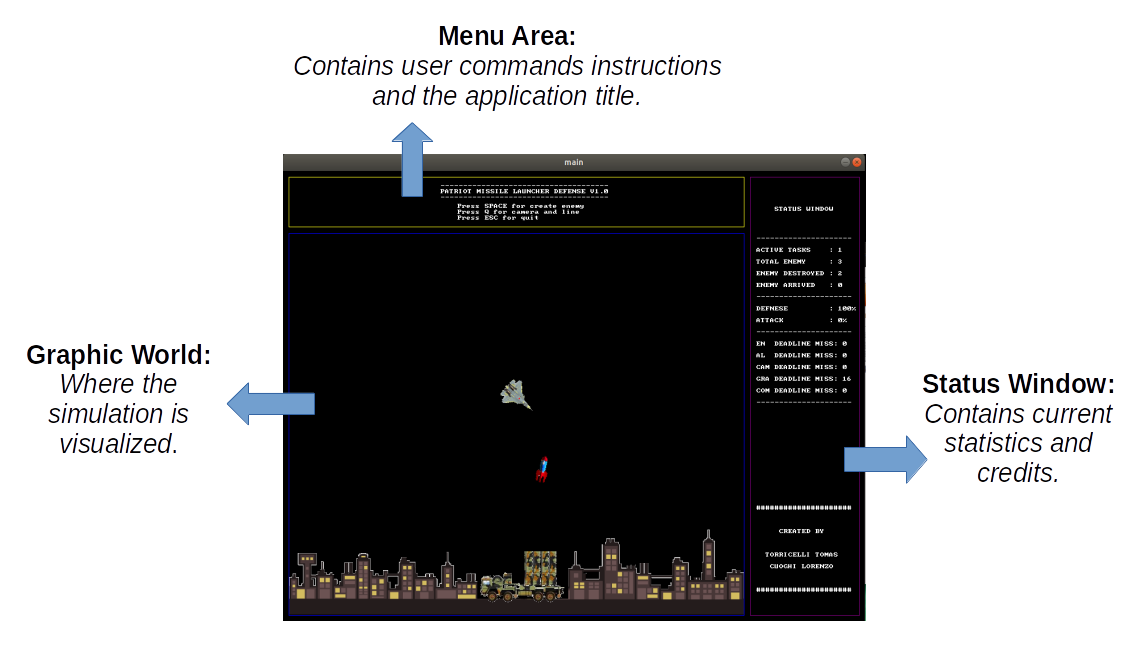 Menu Area:
Contains user commands instructions
and the application title.
main
PATRIOT MISSILE LAUNCHER DEFENSE V1.0
Press SPACE for create enemy
Press Q for camera and line
Press ESC for quit
STATUS WINDOW
ACTIVE TASKS : 1
TOTAL ENEMY : 3
ENEMY DESTROYED : 2
ENEMY ARRIVED : 0
DEFNESE : 100%
ATTACK : 0%
EN DEADLINE MISS: 0
AL DEADLINE MISS: 0
CAM DEADLINE MISS: 0
GRA DEADLINE MISS: 16
COM DEADLINE MISS: 0
Graphic World:
Where the
simulation is
visualized.
Status Window:
Contains current
statistics and
credits.
CREATED BY
TORRICELLI TOMAS
CHOGHI LORENZO